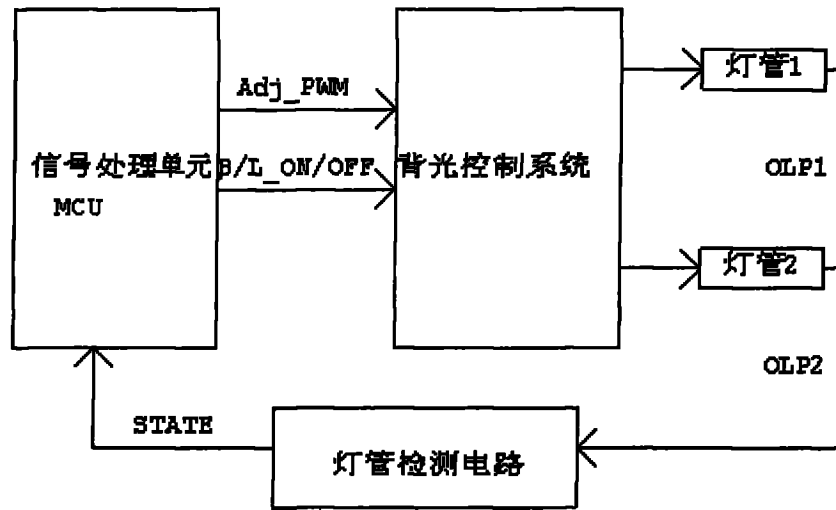 Adj_PWM
信号处理单元
MCU
B/L_ON/OFF
背光控制系统
灯管1
OLP1
灯管2
OLP2
STATE
灯管检测电路